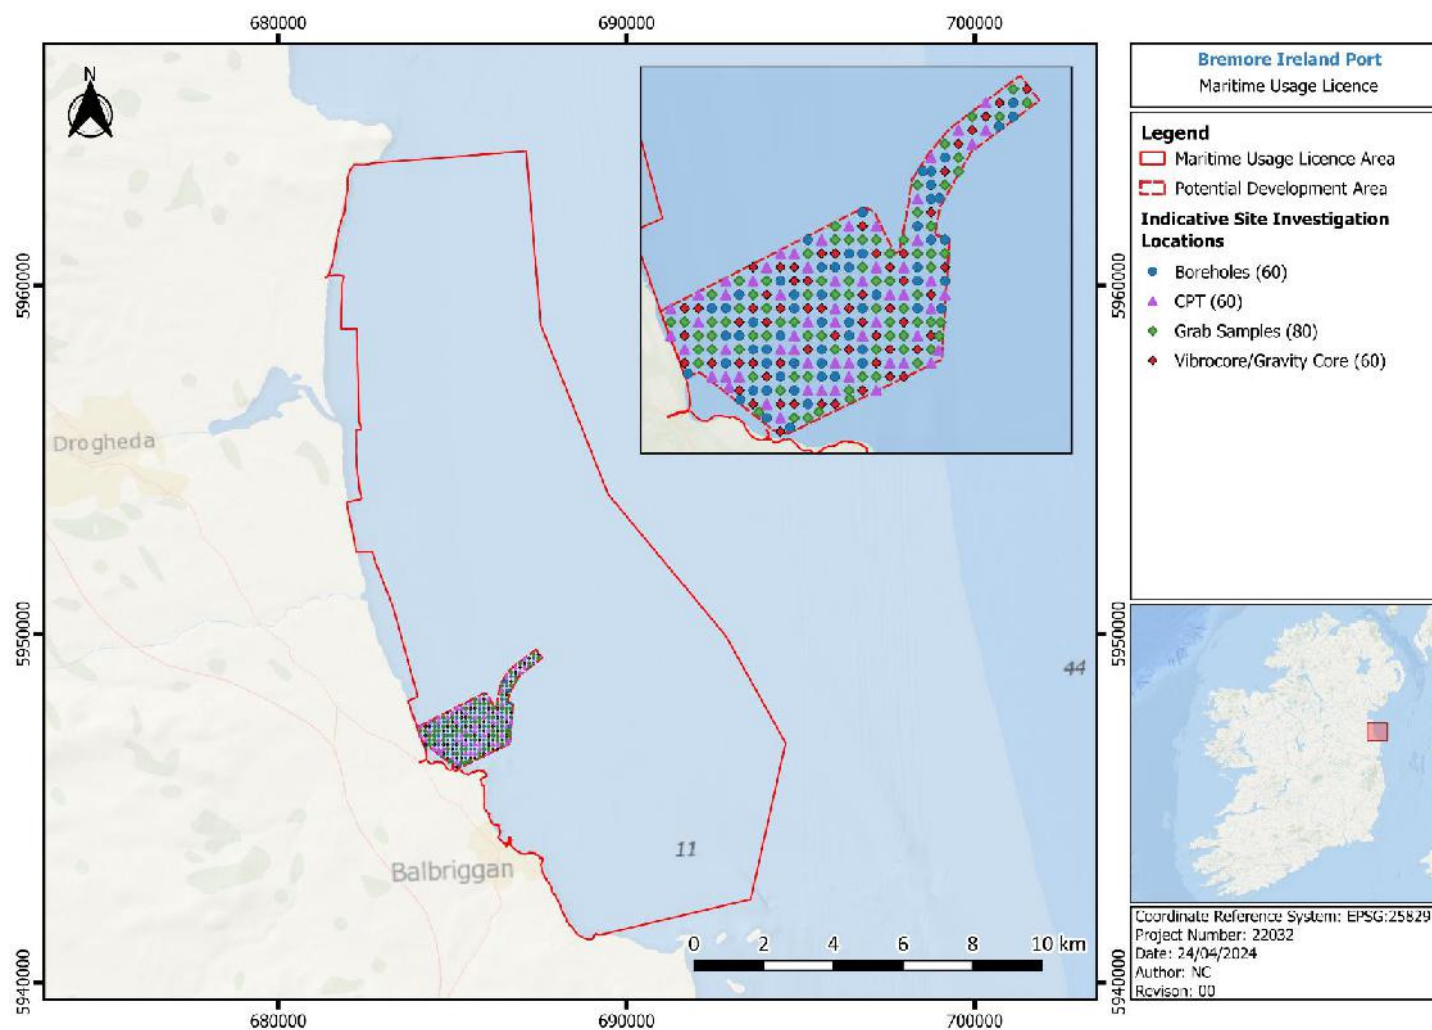 680000
690000
700000
N
5960000
5950000
5940000
Drogheda
Balbriggan
11
44
0 2 4 6 8 10 km
5960000
5950000
5940000
680000
690000
700000
Bremore Ireland Port
Maritime Usage Licence
Legend
Maritime Usage Licence Area
Potential Development Area
Indicative Site Investigation
Locations
Boreholes (60)
CPT (60)
Grab Samples (80)
Vibrocore/Gravity Core (60)
Coordinate Reference System: EPSG:25829
Project Number: 22032
Date: 24/04/2024
Author: NC
Revison: 00